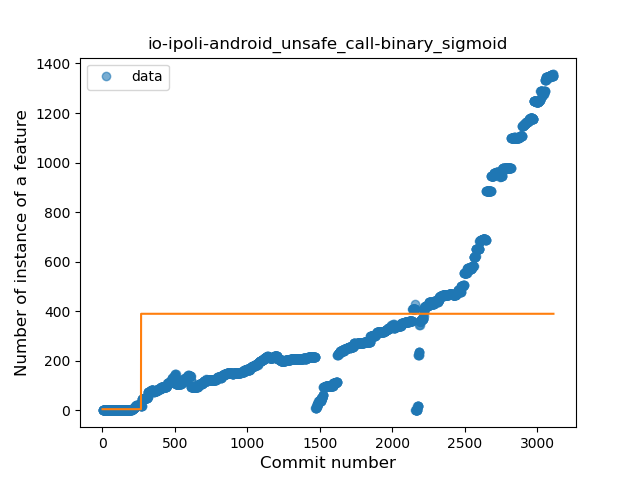 io-ipoli-android_unsafe_call-binary_sigmoid
data
Number of instance of a feature
1400
1200
1000
800
600
400
200
0
0 500 1000 1500 2000 2500 3000
Commit number